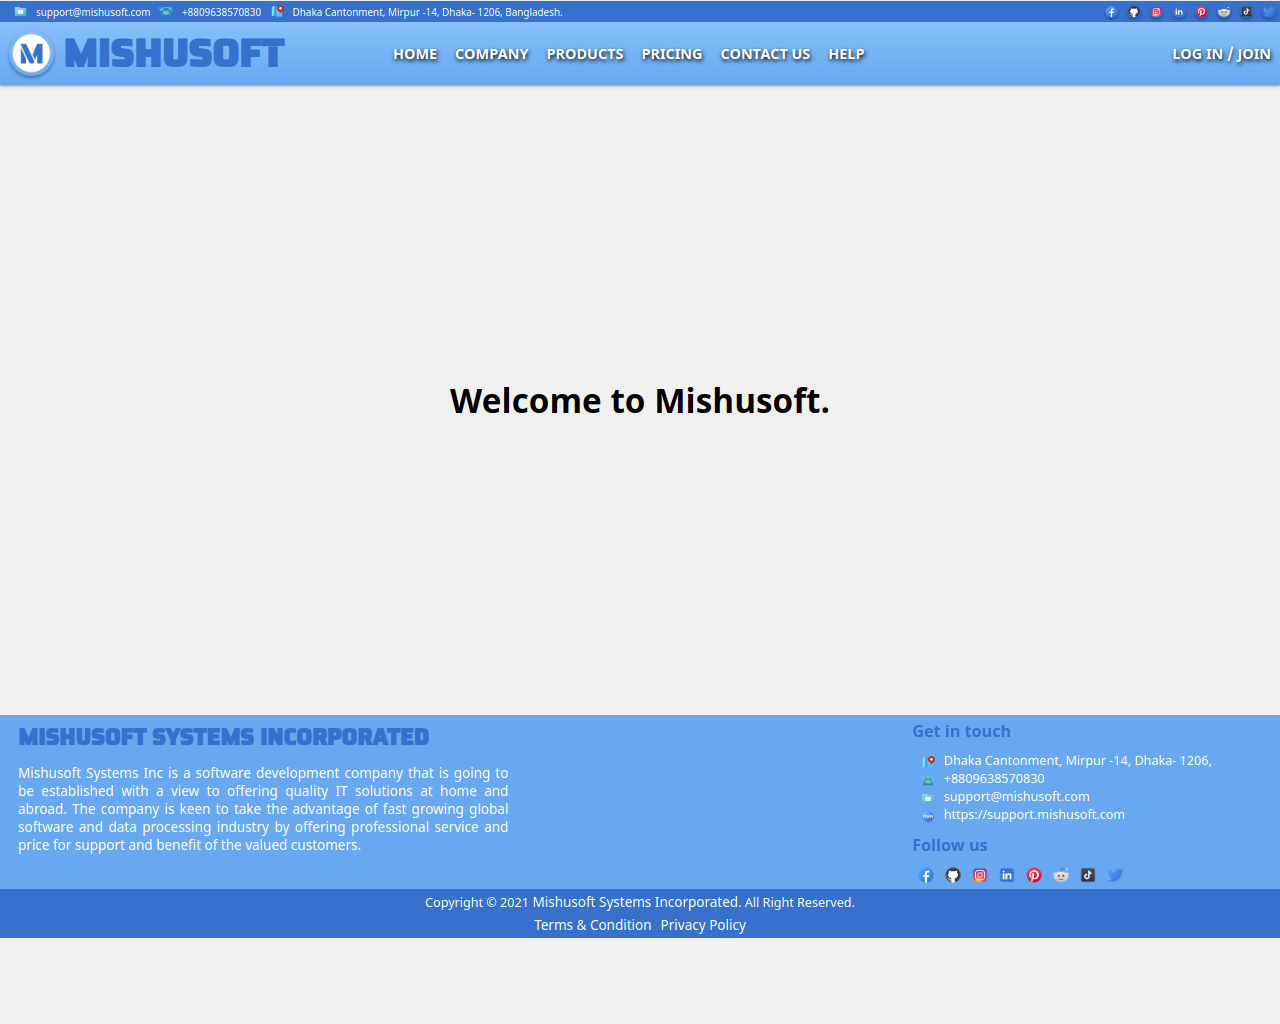 support@mishusoft.com +8809638570830 Dhaka Cantonment, Mirpur -14, Dhaka- 1206, Bangladesh.
M MISHUSOFT HOME COMPANY PRODUCTS PRICING CONTACT US HELP LOG IN / JOIN
Welcome to Mishusoft.
MISHUSOFT SYSTEMS INCORPORATED
Mishusoft Systems Inc is a software development company that is going to
be established with a view to offering quality IT solutions at home and
abroad. The company is keen to take the advantage of fast growing global
software and data processing industry by offering professional service and
price for support and benefit of the valued customers.
Get in touch
Dhaka Cantonment, Mirpur -14, Dhaka- 1206,
+8809638570830
support@mishusoft.com
https://support.mishusoft.com
Follow us
Copyright © 2021 Mishusoft Systems Incorporated. All Right Reserved.
Terms & Condition Privacy Policy